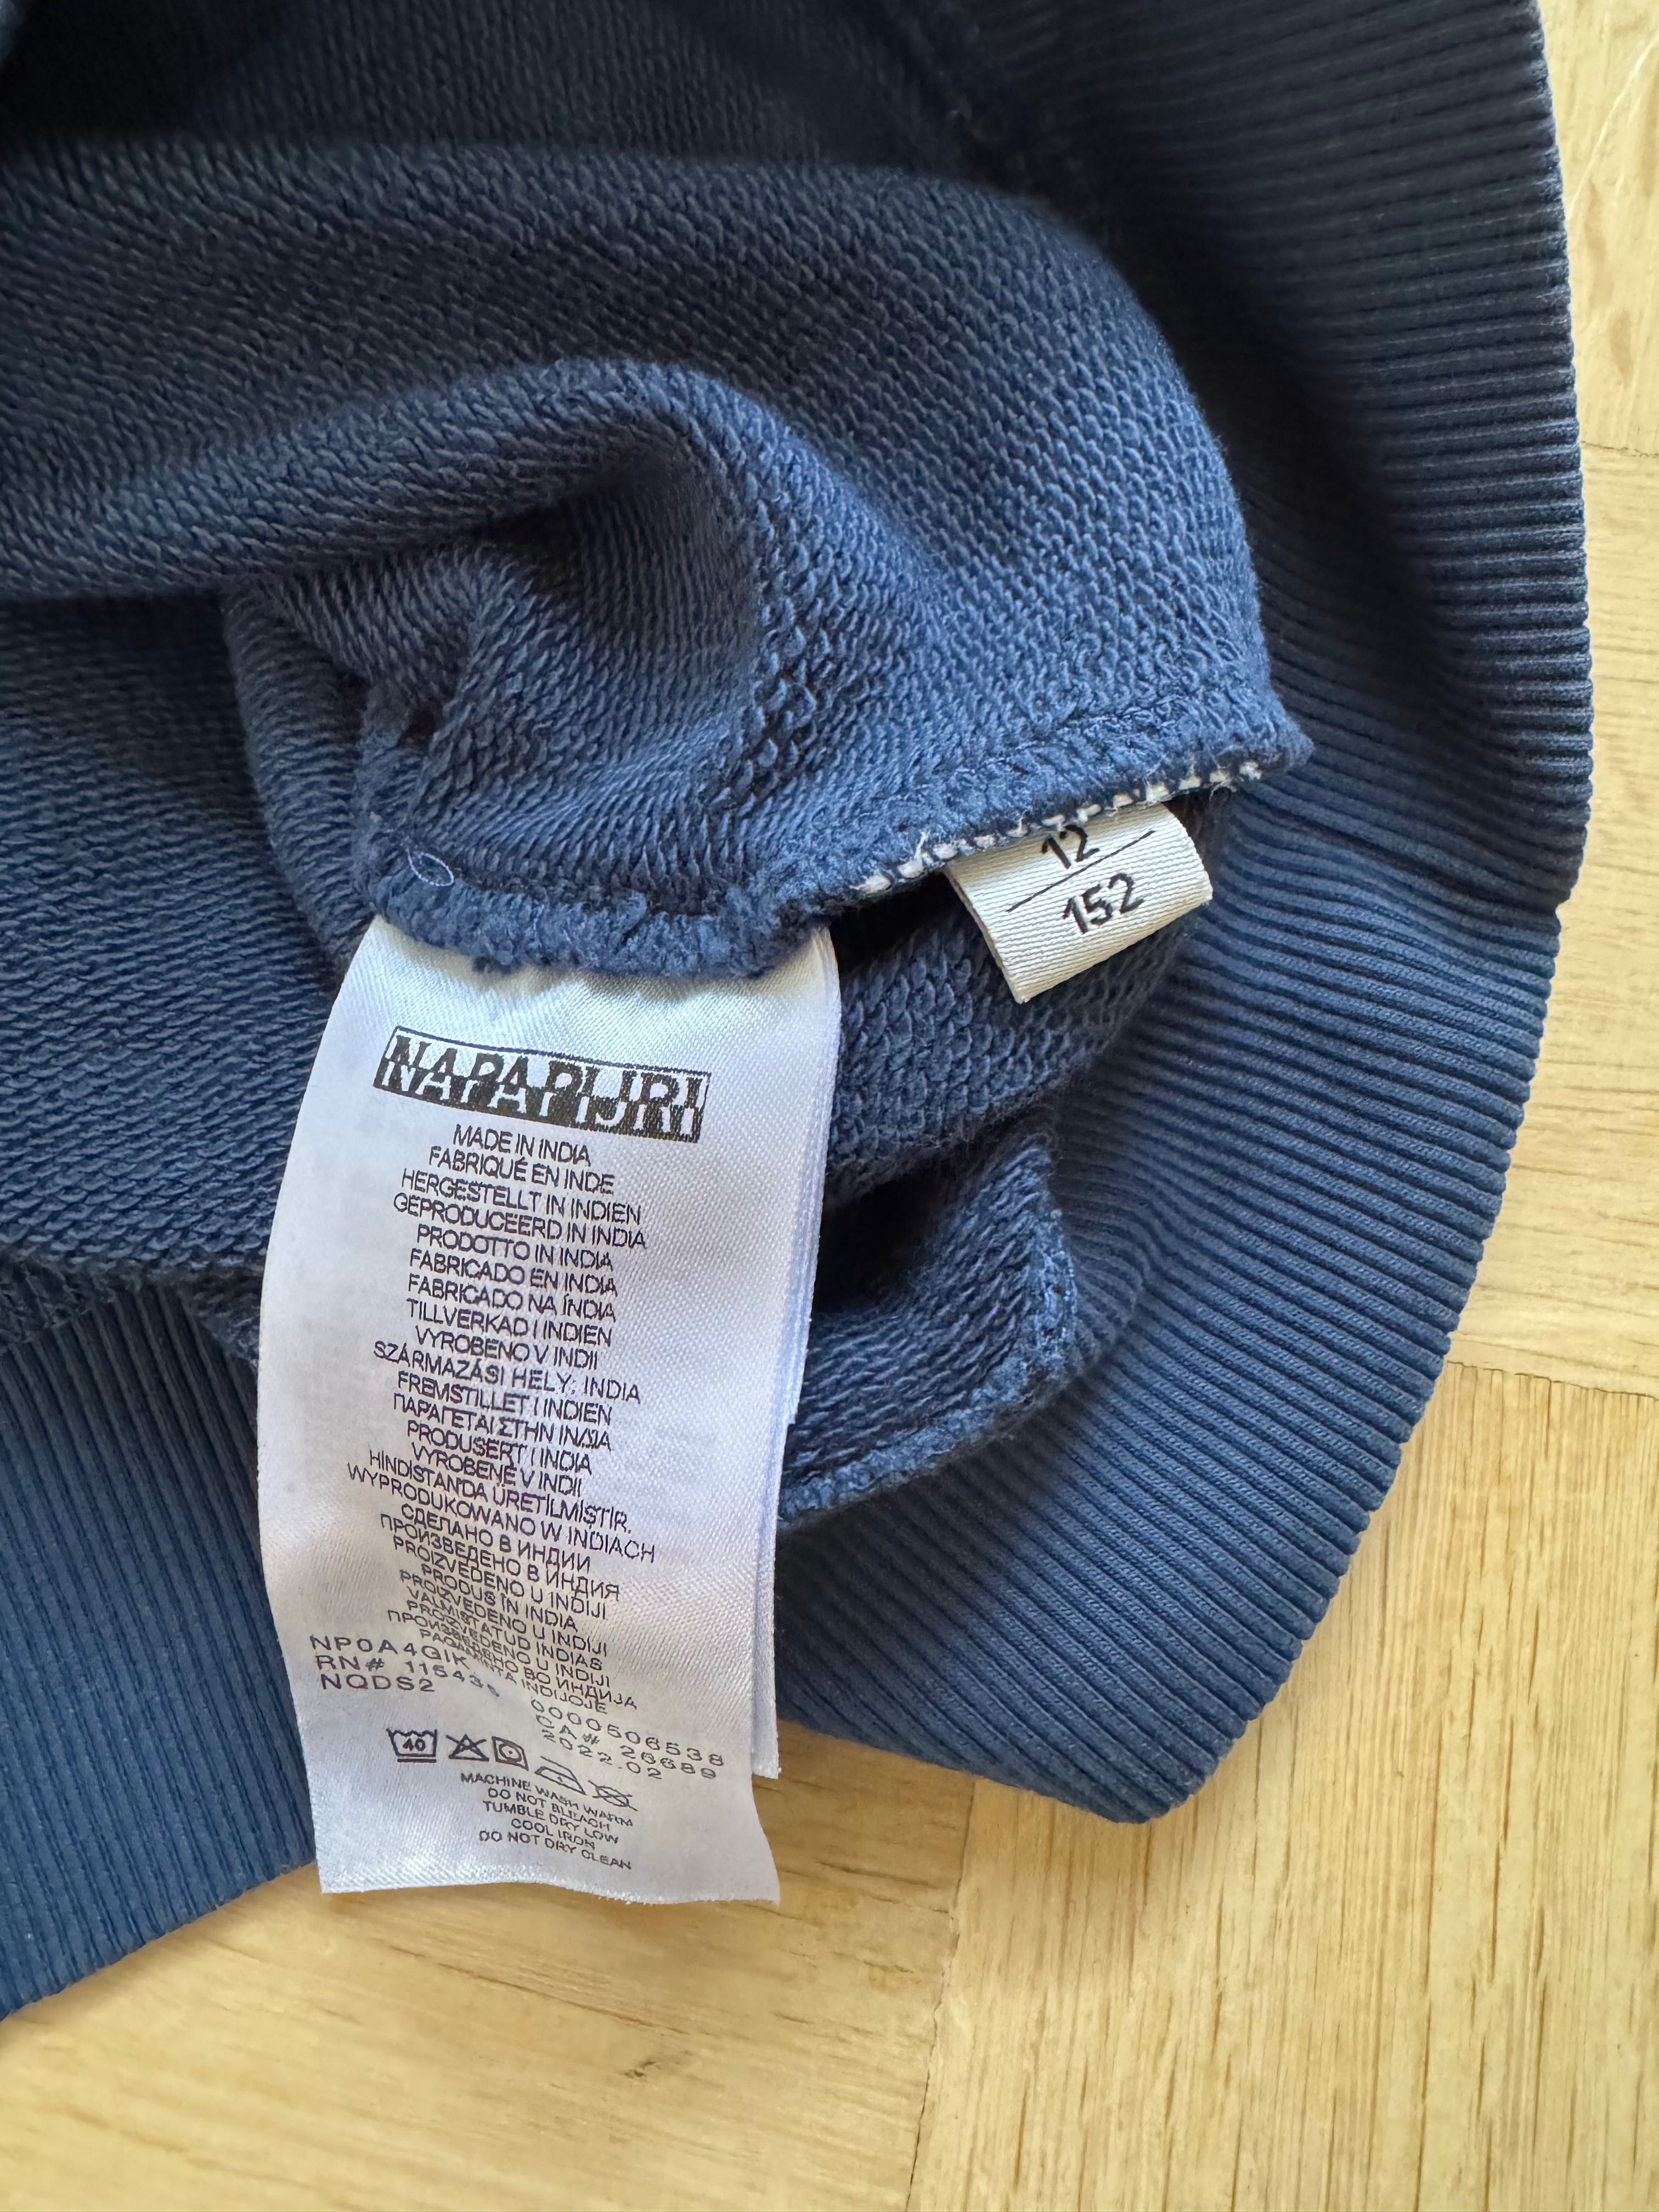 12
152
NAPAPIJRI
MADE IN INDIA
FABRIQUÉ EN INDE
HERGESTELLT IN INDIEN
GEPRODUCEERD IN INDIA
PRODOTTO IN INDIA
FABRICADO EN INDIA
FABRICADO NA ÍNDIA
TILLVERKAD I INDIEN
VYROBENO V INDII
SZÁRMAZÁSI HELY: INDIA
FREMSTILLET I INDIEN
ΠΑΡΑΓΕΤΑΙ ΣΤΗΝ ΙΝΔΙΑ
PRODUSERT I INDIA
VYROBENÉ V INDII
HİNDİSTAN'DA ÜRETİLMİŞTİR.
WYPRODUKOWANO W INDIACH
СДЕЛАНО В ИНДИИ
ПРОИЗВЕДЕНО В ИНДИЯ
PROIZVEDENO U INDIJI
PRODUS ÎN INDIA
PROIZVEDENO U INDIJI
VALMISTATUD INDIAS
PROIZVEDENO U INDIJI
ПРОИЗВЕДЕНО ВО ИНДИЈА
PAGAMINTA INDIJOJE
NP0A4GIK 0000506538
RN# 115436 CA# 26689
NQDS2 2022.02
40
MACHINE WASH WARM
DO NOT BLEACH
TUMBLE DRY LOW
COOL IRON
DO NOT DRY CLEAN